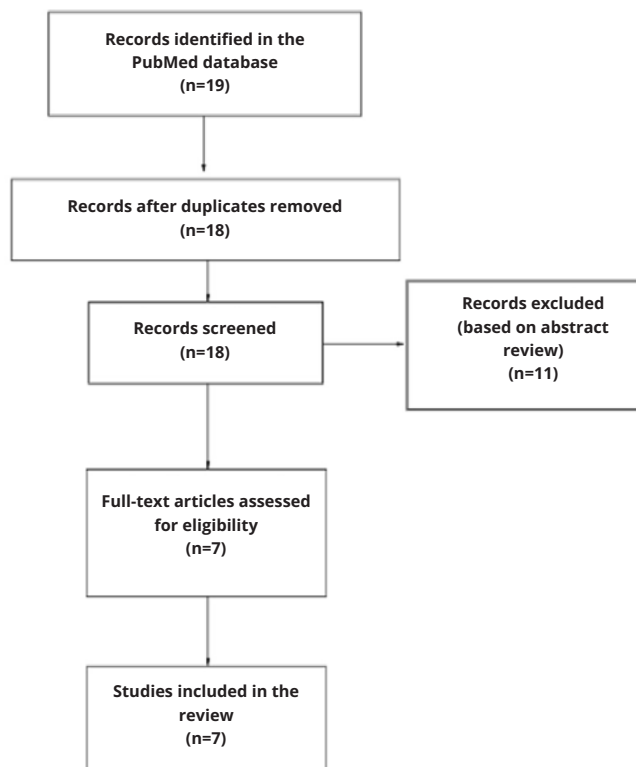 Records identified in the
PubMed database
(n=19)
Records after duplicates removed
(n=18)
Records screened
(n=18)
Records excluded
(based on abstract
review)
(n=11)
Full-text articles assessed
for eligibility
(n=7)
Studies included in the
review
(n=7)